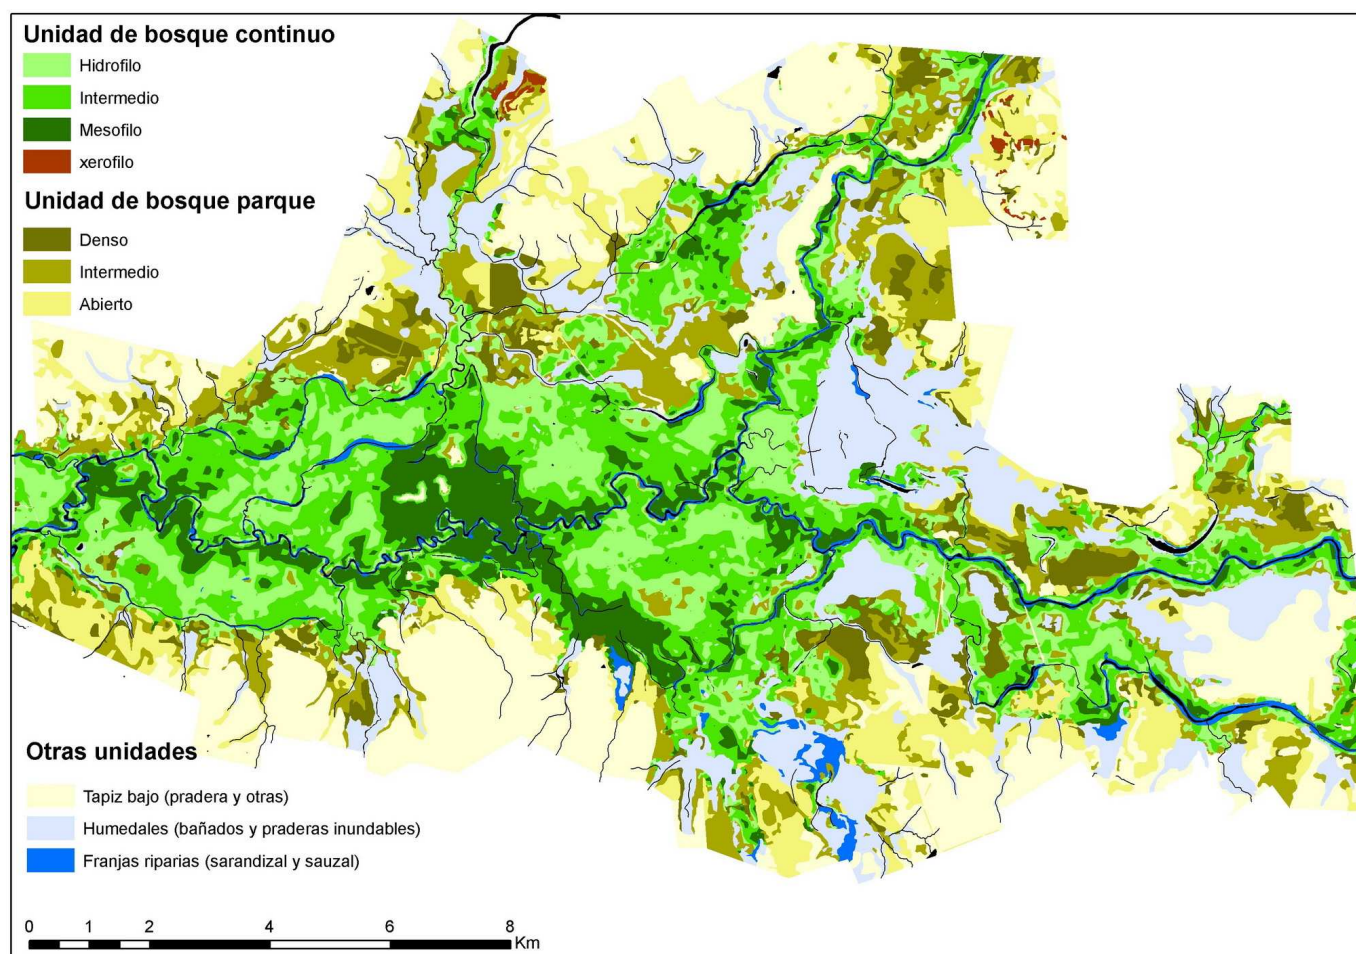 Unidad de bosque continuo
Hidrofilo
Intermedio
Mesofilo
xerofilo
Unidad de bosque parque
Denso
Intermedio
Abierto
Otras unidades
Tapiz bajo (pradera y otras)
Humedales (bañados y praderas inundables)
Franjas riparias (sarandizal y sauzal)
0 1 2 4 6 8
Km